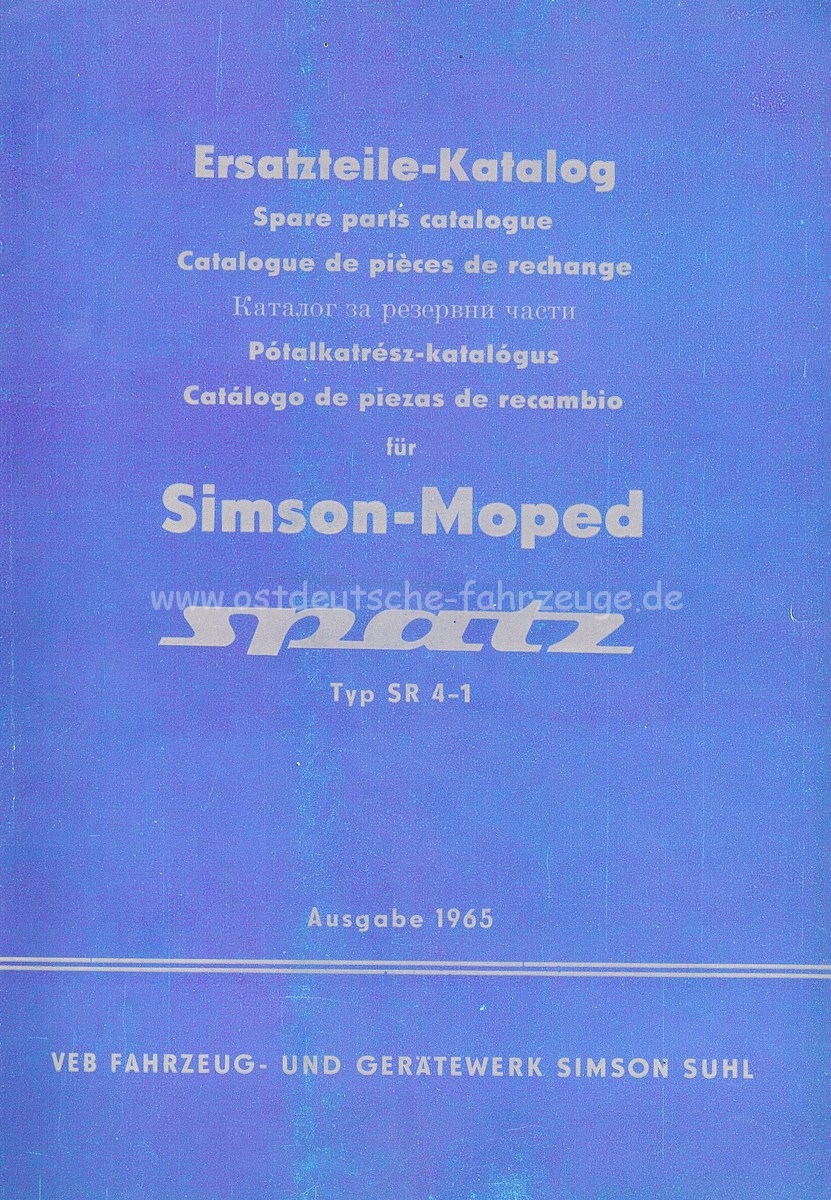 Ersatzteile-Katalog
Spare parts catalogue
Catalogue de pièces de rechange
Каталог за резервни части
Pótalkatrész-katalógus
Catálogo de piezas de recambio
für
Simson-Moped
www.ostdeutsche-fahrzeuge.de
spatz
Typ SR 4-1
Ausgabe 1965
VEB FAHRZEUG- UND GERÄTEWERK SIMSON SUHL